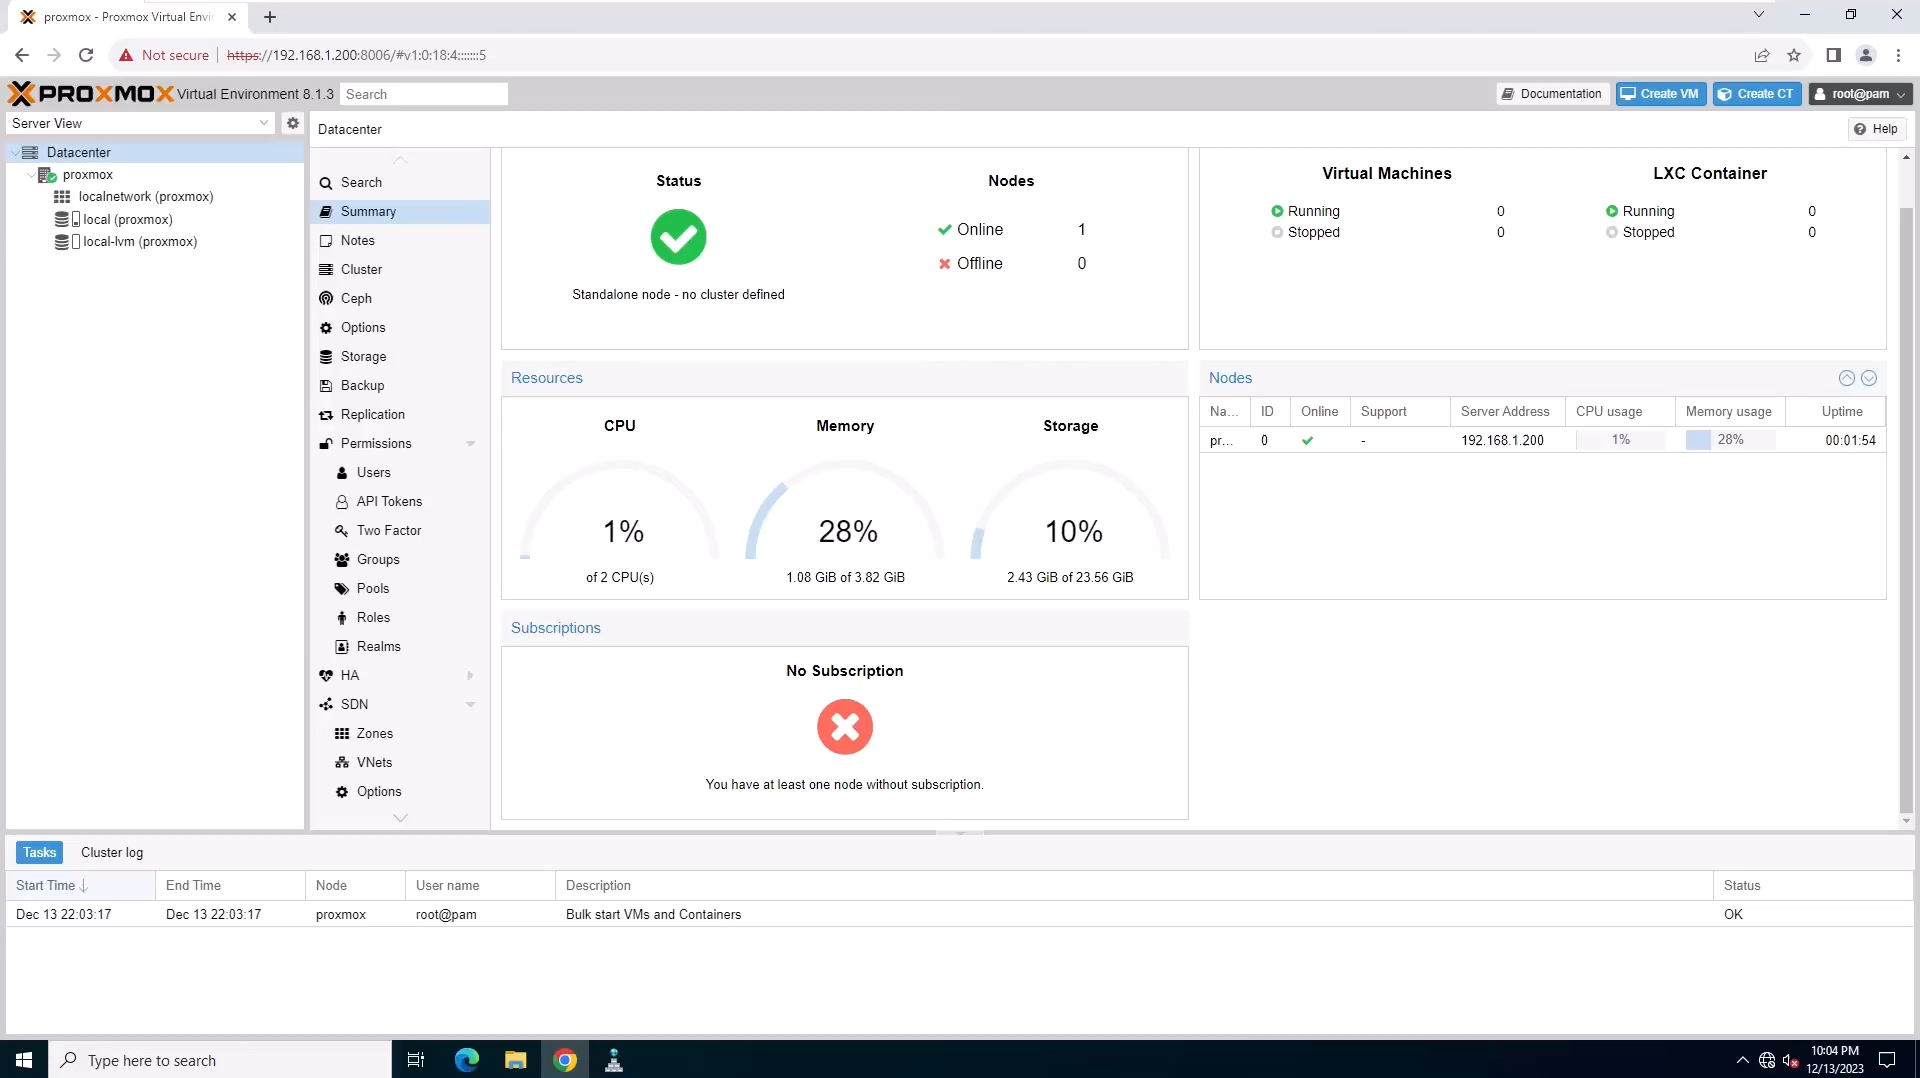 proxmox - Proxmox Virtual Envi
Not secure https://192.168.1.200:8006/#v1:0:18:4:::::::5
PROXMOX Virtual Environment 8.1.3 Search Documentation Create VM Create CT root@pam
Server View
Datacenter
Help
Datacenter
proxmox
localnetwork (proxmox)
local (proxmox)
local-lvm (proxmox)
Search
Summary
Notes
Cluster
Ceph
Options
Storage
Backup
Replication
Permissions
Users
API Tokens
Two Factor
Groups
Pools
Roles
Realms
HA
SDN
Zones
VNets
Options
Status
Standalone node - no cluster defined
Nodes
Online 1
Offline 0
Virtual Machines
Running 0
Stopped 0
LXC Container
Running 0
Stopped 0
Resources
CPU
1%
of 2 CPU(s)
Memory
28%
1.08 GiB of 3.82 GiB
Storage
10%
2.43 GiB of 23.56 GiB
Nodes
Na... ID Online Support Server Address CPU usage Memory usage Uptime
pr... 0 - 192.168.1.200 1% 28% 00:01:54
Subscriptions
No Subscription
You have at least one node without subscription.
Tasks Cluster log
Start Time End Time Node User name Description Status
Dec 13 22:03:17 Dec 13 22:03:17 proxmox root@pam Bulk start VMs and Containers OK
Type here to search
10:04 PM
12/13/2023